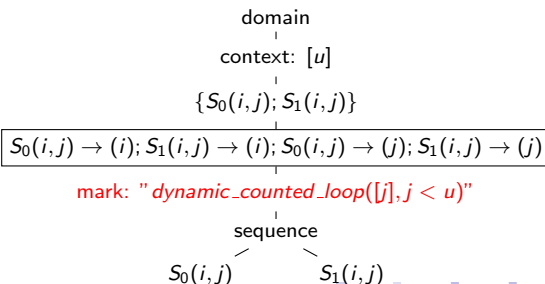 domain
context: [u]
{S₀(i, j); S₁(i, j)}
S₀(i, j) → (i); S₁(i, j) → (i); S₀(i, j) → (j); S₁(i, j) → (j)
mark: "dynamic_counted_loop([j], j < u)"
sequence
S₀(i, j) S₁(i, j)